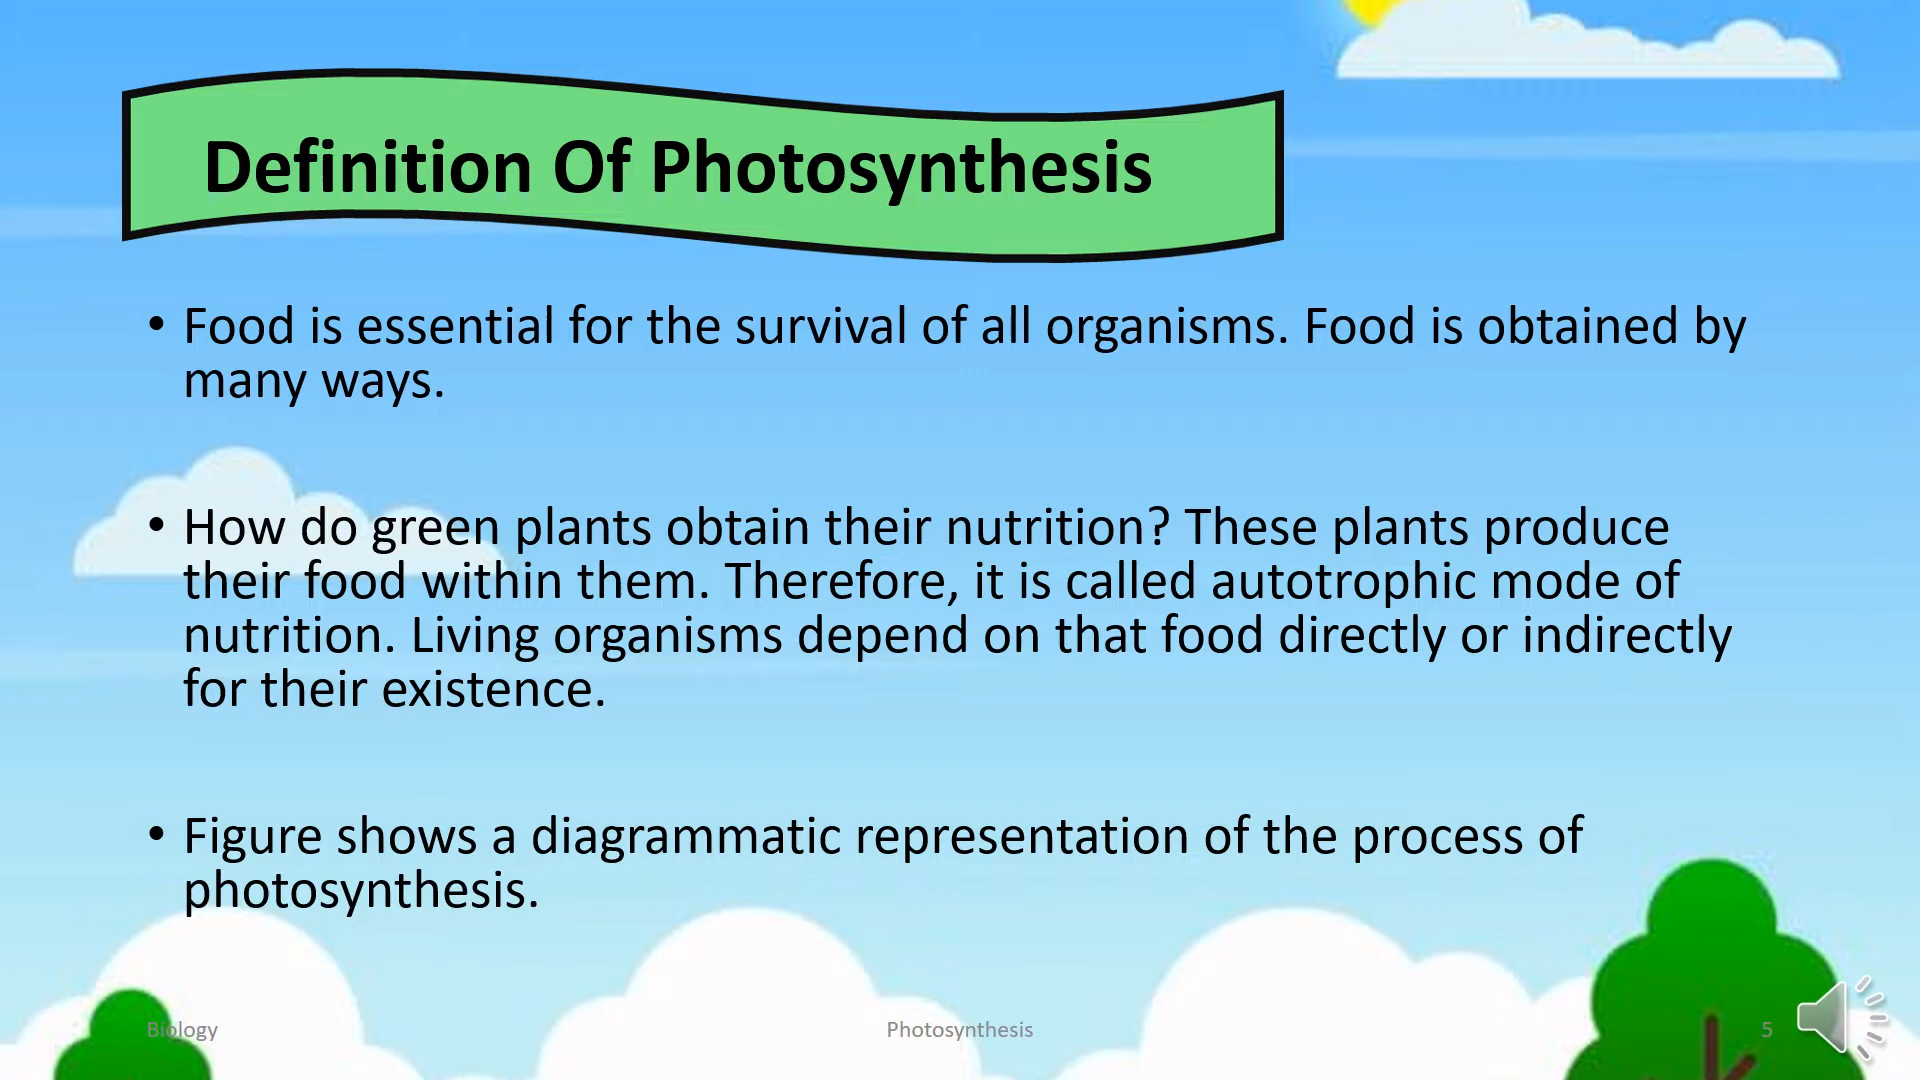 Definition Of Photosynthesis
• Food is essential for the survival of all organisms. Food is obtained by
many ways.
• How do green plants obtain their nutrition? These plants produce
their food within them. Therefore, it is called autotrophic mode of
nutrition. Living organisms depend on that food directly or indirectly
for their existence.
• Figure shows a diagrammatic representation of the process of
photosynthesis.
Biology
Photosynthesis
5